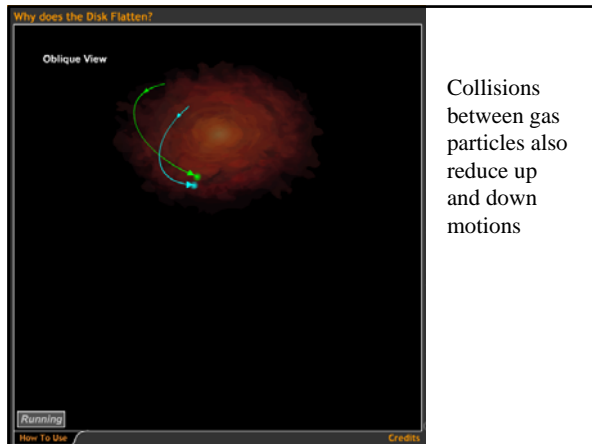 Why does the Disk Flatten?
Oblique View
Collisions
between gas
particles also
reduce up
and down
motions
Running
How To Use
Credits